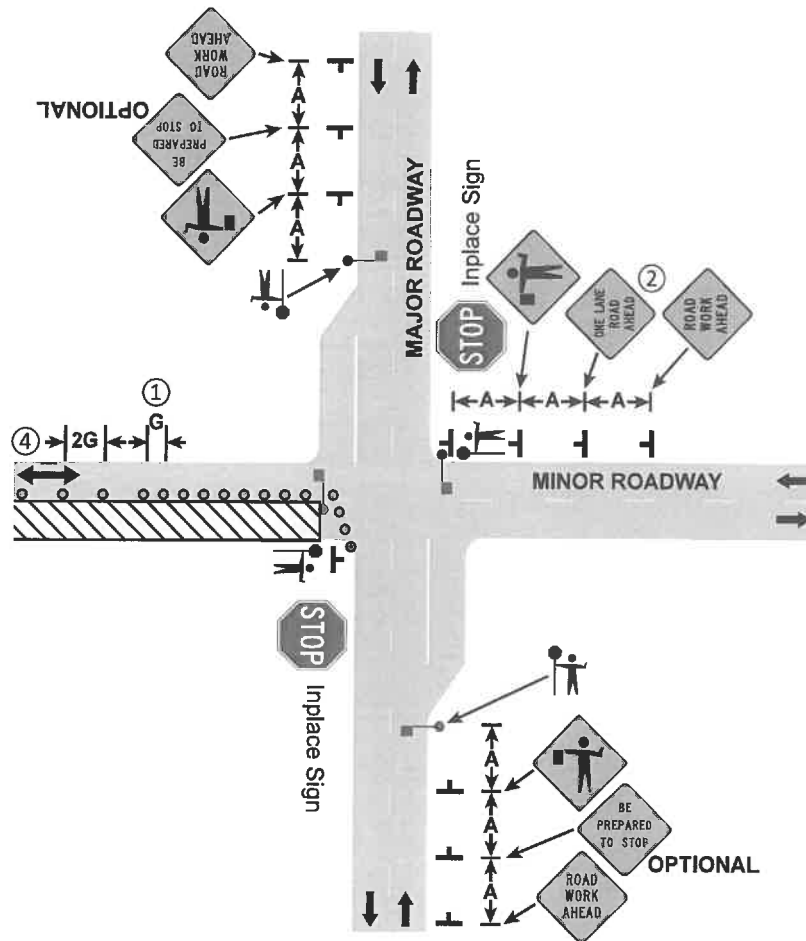 ROAD
WORK
AHEAD
OPTIONAL
BE
PREPARED
TO STOP
A
A
A
MAJOR ROADWAY
Inplace Sign
STOP
2
ONE LANE
ROAD
AHEAD
ROAD
WORK
AHEAD
A
A
A
1
G
4
2G
MINOR ROADWAY
STOP
Inplace Sign
A
A
A
BE
PREPARED
TO STOP
OPTIONAL
ROAD
WORK
AHEAD